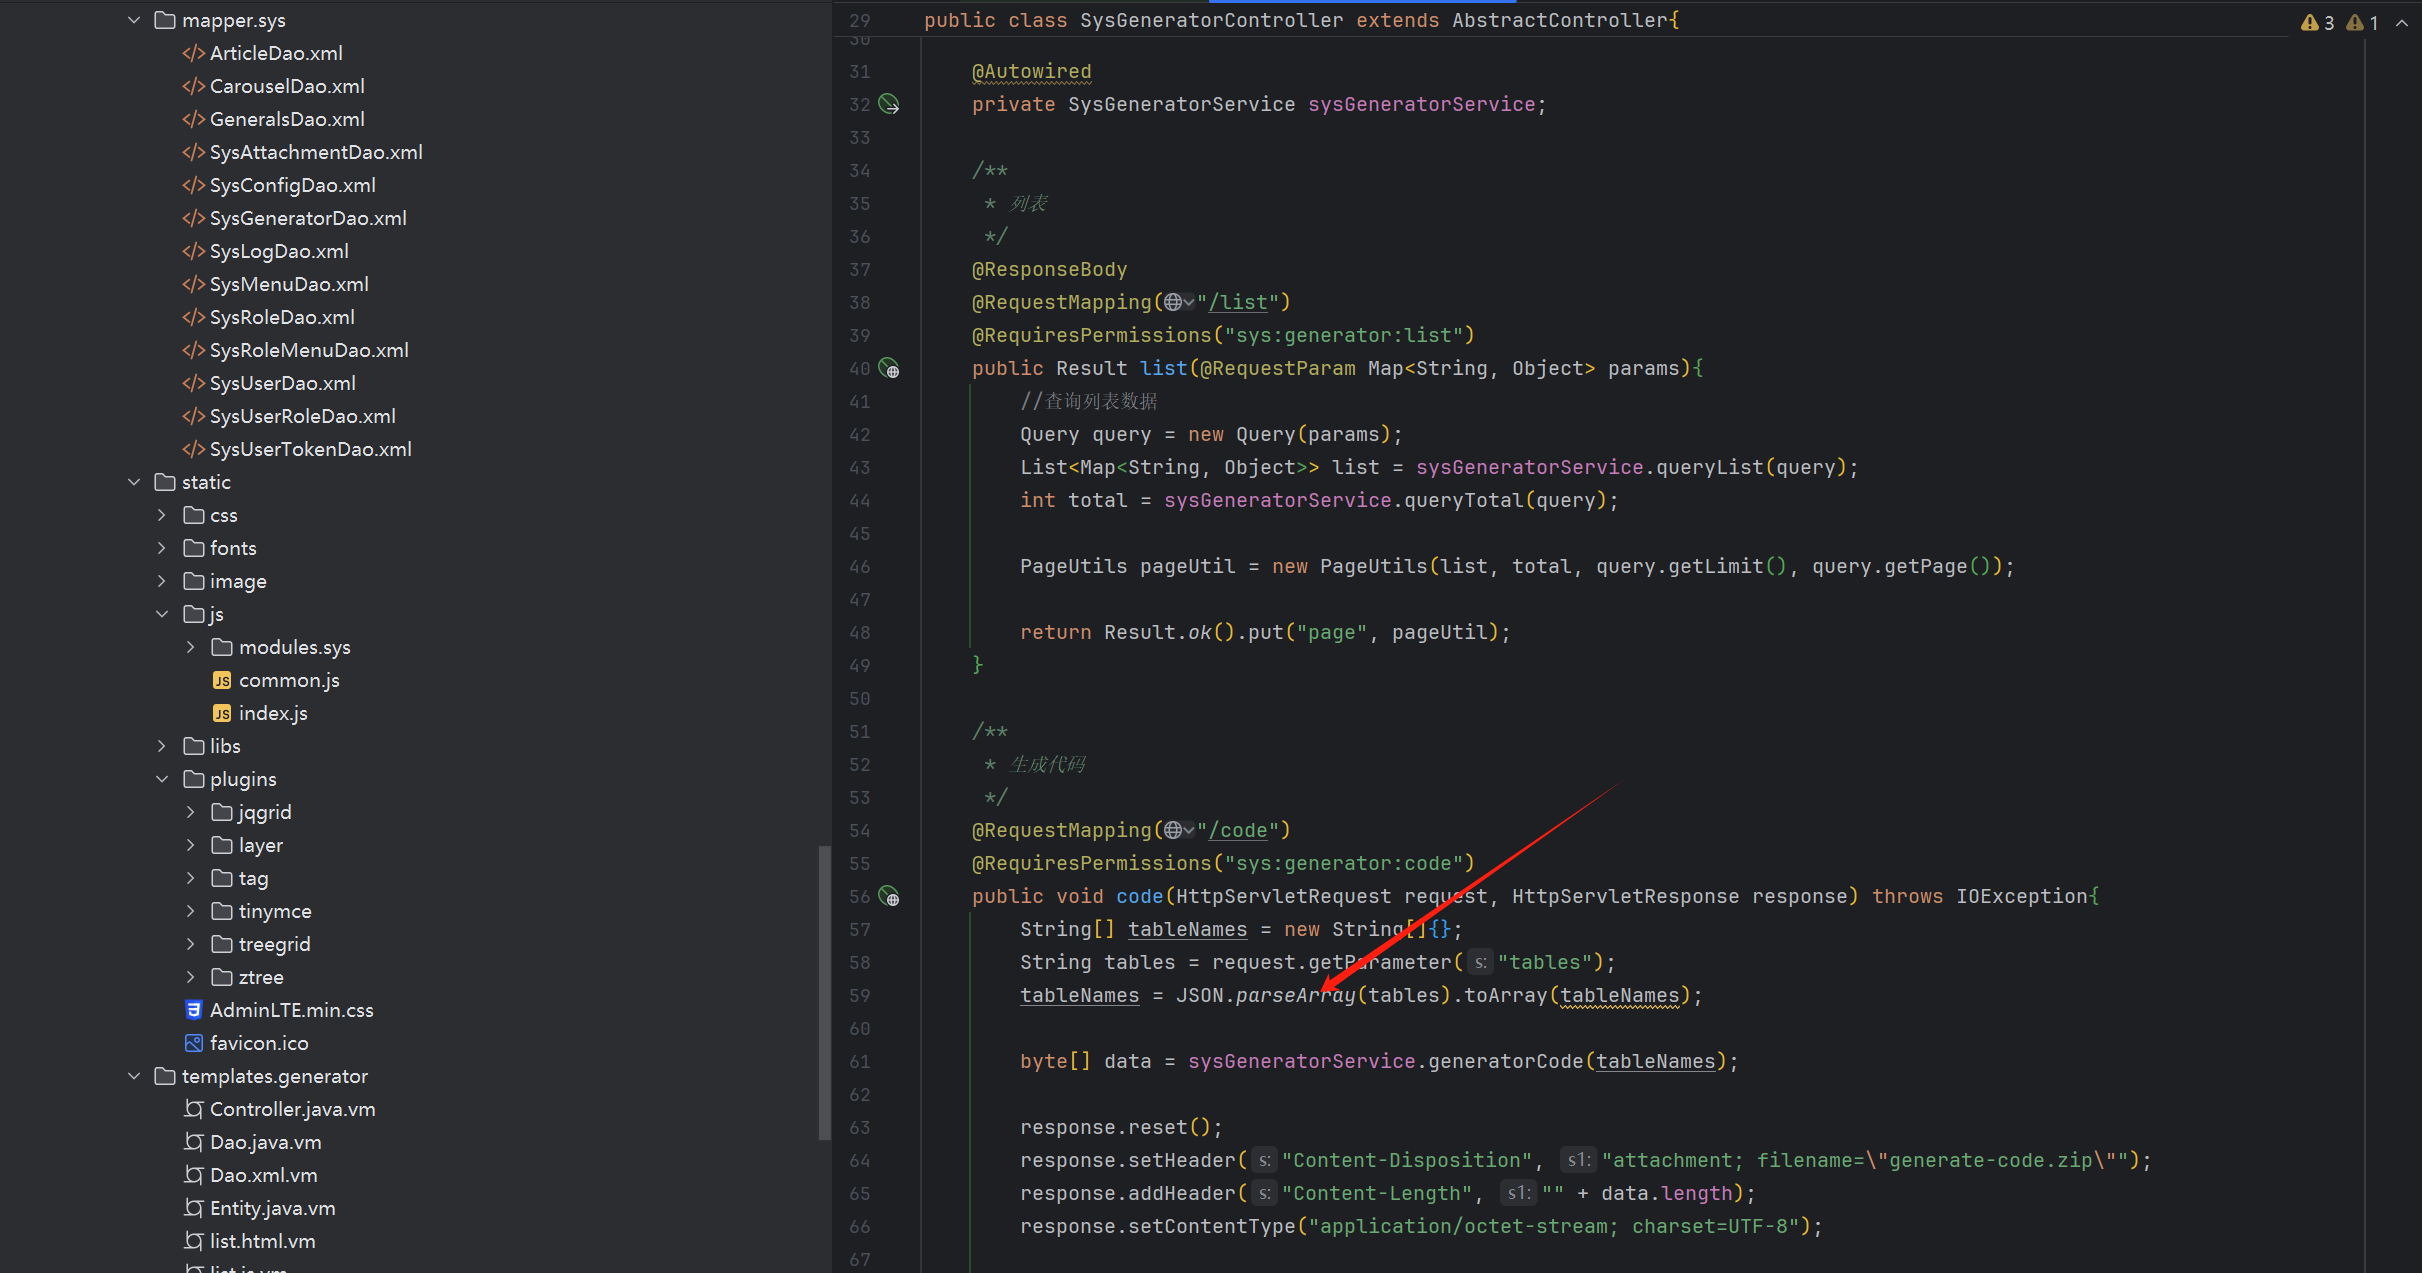 mapper.sys
ArticleDao.xml
CarouselDao.xml
GeneralsDao.xml
SysAttachmentDao.xml
SysConfigDao.xml
SysGeneratorDao.xml
SysLogDao.xml
SysMenuDao.xml
SysRoleDao.xml
SysRoleMenuDao.xml
SysUserDao.xml
SysUserRoleDao.xml
SysUserTokenDao.xml
static
css
fonts
image
js
modules.sys
common.js
index.js
libs
plugins
jqgrid
layer
tag
tinymce
treegrid
ztree
AdminLTE.min.css
favicon.ico
templates.generator
Controller.java.vm
Dao.java.vm
Dao.xml.vm
Entity.java.vm
list.html.vm
list.js.vm
29 public class SysGeneratorController extends AbstractController{ 3 1
30
31 @Autowired
32 private SysGeneratorService sysGeneratorService;
33
34 /**
35 * 列表
36 */
37 @ResponseBody
38 @RequestMapping("/list")
39 @RequiresPermissions("sys:generator:list")
40 public Result list(@RequestParam Map<String, Object> params){
41 //查询列表数据
42 Query query = new Query(params);
43 List<Map<String, Object>> list = sysGeneratorService.queryList(query);
44 int total = sysGeneratorService.queryTotal(query);
45
46 PageUtils pageUtil = new PageUtils(list, total, query.getLimit(), query.getPage());
47
48 return Result.ok().put("page", pageUtil);
49 }
50
51 /**
52 * 生成代码
53 */
54 @RequestMapping("/code")
55 @RequiresPermissions("sys:generator:code")
56 public void code(HttpServletRequest request, HttpServletResponse response) throws IOException{
57 String[] tableNames = new String[]{};
58 String tables = request.getParameter( s: "tables");
59 tableNames = JSON.parseArray(tables).toArray(tableNames);
60
61 byte[] data = sysGeneratorService.generatorCode(tableNames);
62
63 response.reset();
64 response.setHeader( s: "Content-Disposition", s1: "attachment; filename=\"generate-code.zip\"");
65 response.addHeader( s: "Content-Length", s1: "" + data.length);
66 response.setContentType("application/octet-stream; charset=UTF-8");
67